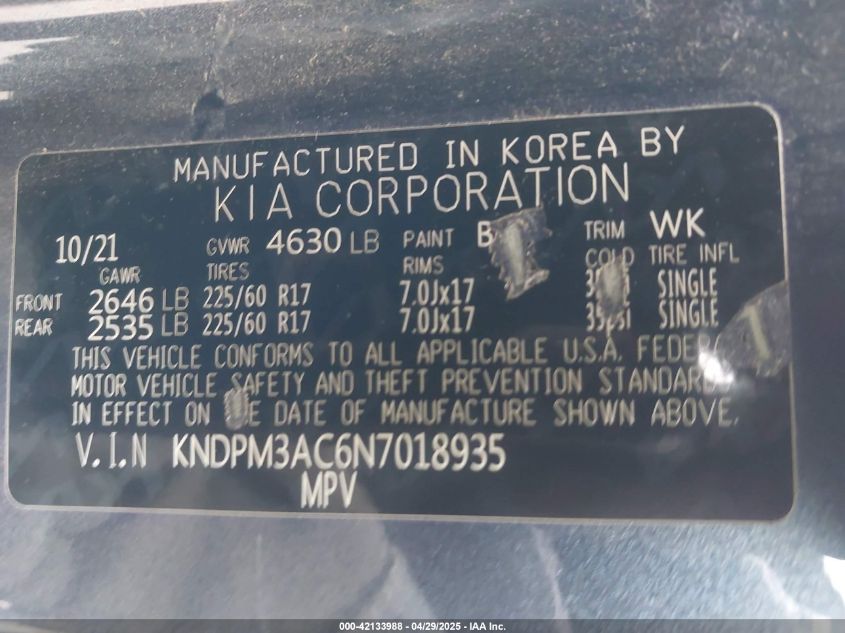 MANUFACTURED IN KOREA BY
KIA CORPORATION
10/21 GVWR 4630 LB PAINT TRIM WK
GAWR TIRES RIMS COLD TIRE INFL
FRONT 2646 LB 225/60 R17 7.0Jx17 SINGLE
REAR 2535 LB 225/60 R17 7.0Jx17 35psi SINGLE
THIS VEHICLE CONFORMS TO ALL APPLICABLE U.S.A.
MOTOR VEHICLE SAFETY AND THEFT PREVENTION STANDARDS
IN EFFECT ON DATE OF MANUFACTURE SHOWN ABOVE.
V.I.N KNDPM3AC6N7018935
MPV
000-42133988 - 04/29/2025 - IAA Inc.